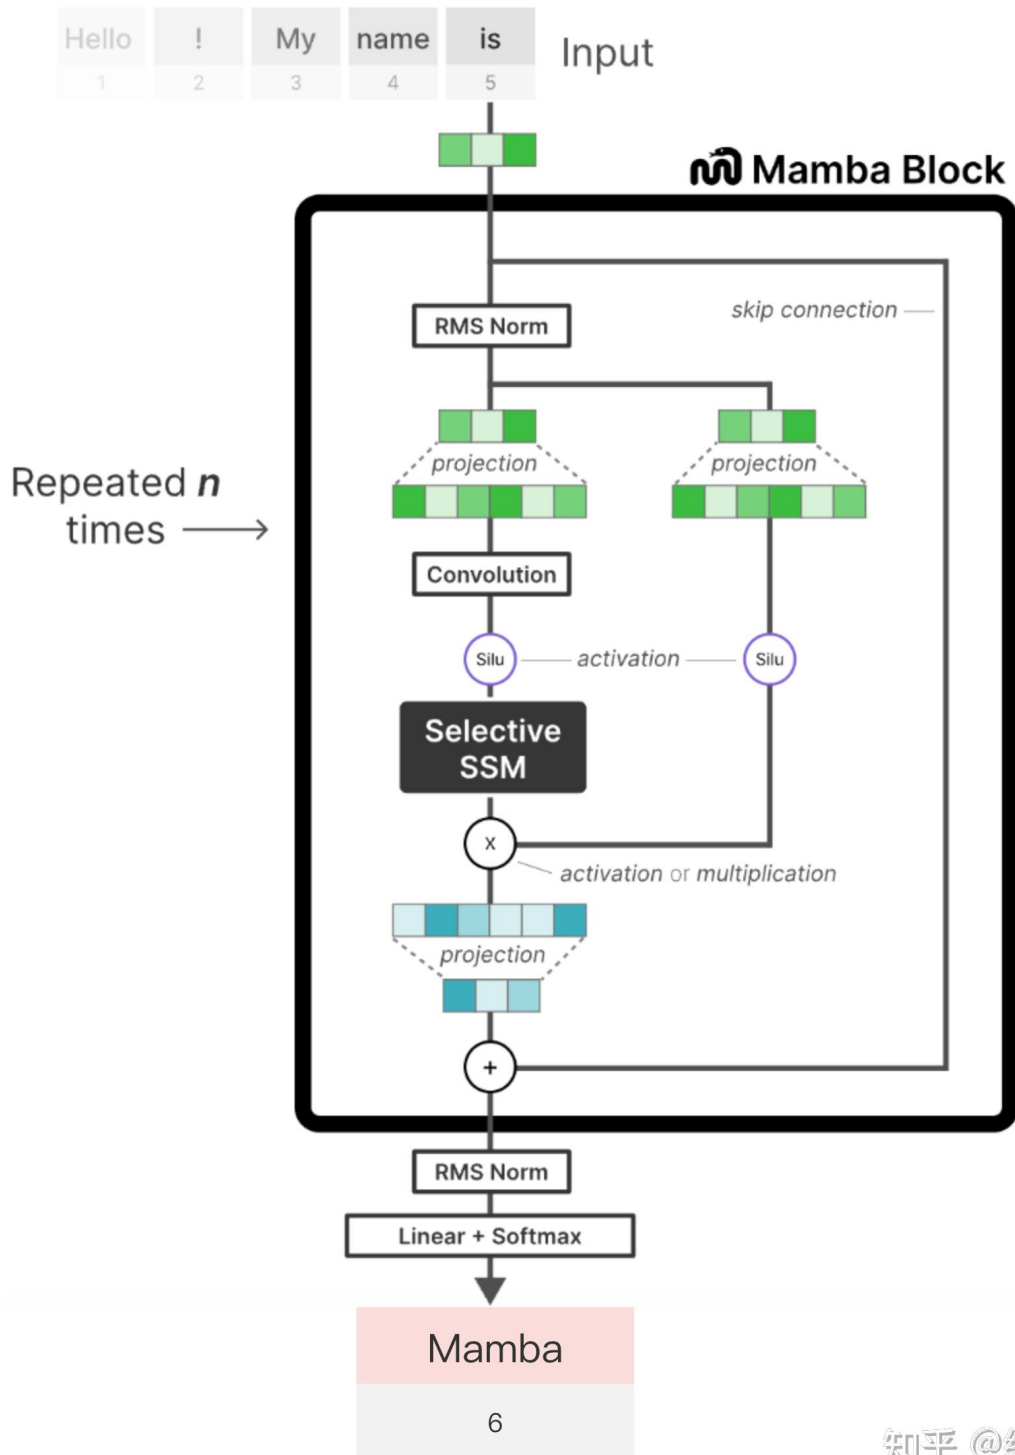 Hello ! My name is
1 2 3 4 5
Input
Mamba Block
skip connection
RMS Norm
projection projection
Repeated n
times
Convolution
Silu activation Silu
Selective
SSM
x
activation or multiplication
projection
+
RMS Norm
Linear + Softmax
Mamba
6
知乎